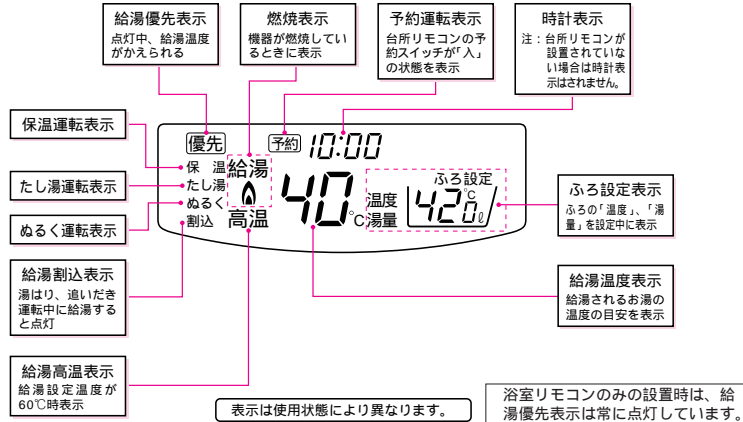 給湯優先表示
点灯中、給湯温度
がかえられる
燃焼表示
機器が燃焼してい
るときに表示
予約運転表示
台所リモコンの予
約スイッチが「入」
の状態を表示
時計表示
注：台所リモコンが
設置されていな
い場合は時計表
示はされません。
保温運転表示
たし湯運転表示
ぬるく運転表示
給湯割込表示
湯はり、追いだき
運転中に給湯する
と点灯
給湯高温表示
給湯設定温度が
60℃時表示
優先
予約 10:00
保 温
たし湯
ぬるく
割込
給湯
高温
40℃
温度
湯量
ふろ設定
42℃
0ℓ
ふろ設定表示
ふろの「温度」、「湯
量」を設定中に表示
給湯温度表示
給湯されるお湯の
温度の目安を表示
表示は使用状態により異なります。
浴室リモコンのみの設置時は、給
湯優先表示は常に点灯しています。